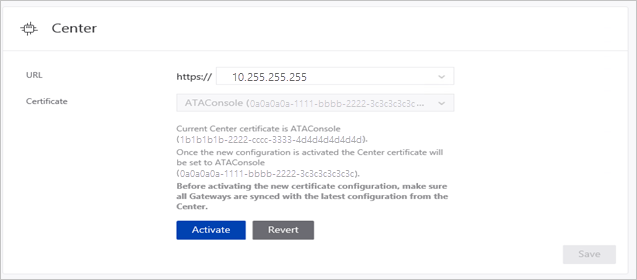 Center
URL
https:// 10.255.255.255
Certificate
ATAConsole (0a0a0a0a-1111-bbbb-2222-3c3c3c3c3c ...
Current Center certificate is ATAConsole
(1b1b1b1b-2222-cccc-3333-4d4d4d4d4d4d).
Once the new configuration is activated the Center certificate will
be set to ATAConsole
(0a0a0a0a-1111-bbbb-2222-3c3c3c3c3c3c).
Before activating the new certificate configuration, make sure
all Gateways are synced with the latest configuration from the
Center.
Activate
Revert
Save